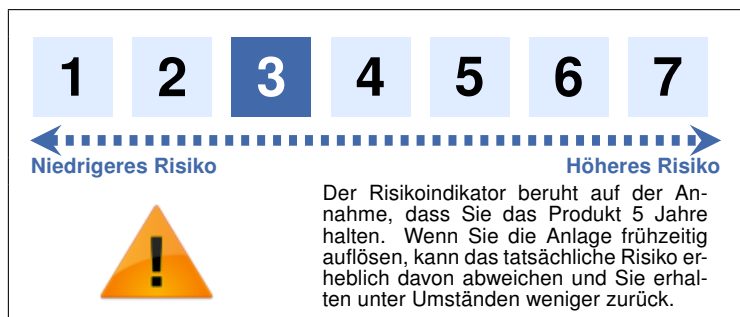 1 2 3 4 5 6 7
Niedrigeres Risiko Höheres Risiko
Der Risikoindikator beruht auf der An-
nahme, dass Sie das Produkt 5 Jahre
halten. Wenn Sie die Anlage frühzeitig
auflösen, kann das tatsächliche Risiko er-
heblich davon abweichen und Sie erhal-
ten unter Umständen weniger zurück.